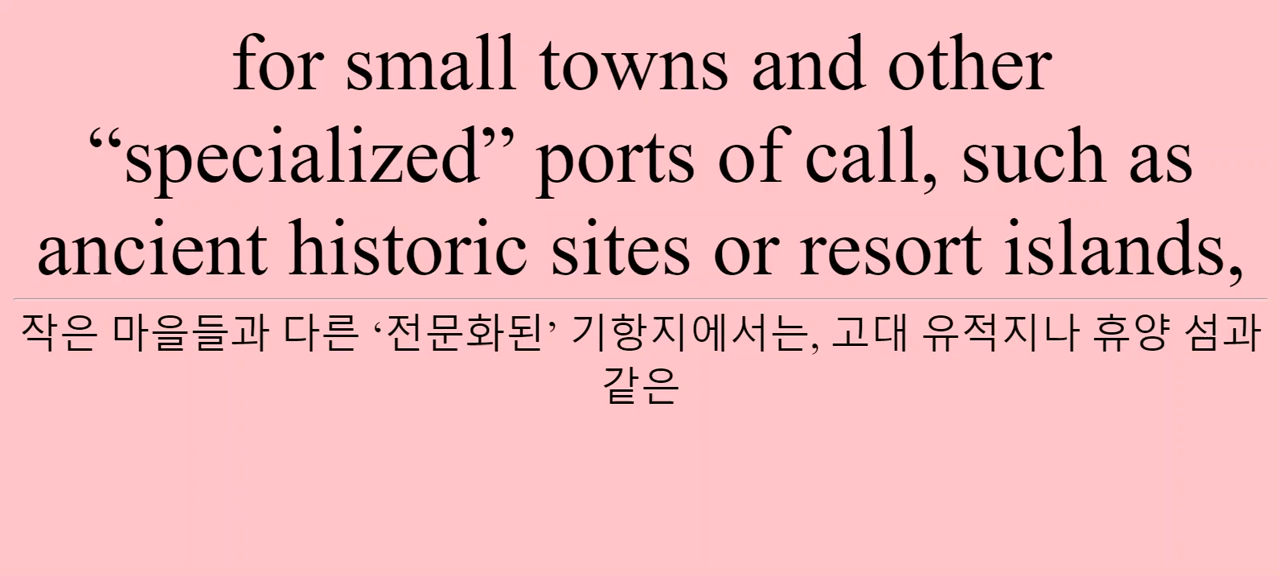 for small towns and other
“specialized” ports of call, such as
ancient historic sites or resort islands,
작은 마을들과 다른 ‘전문화된’ 기항지에서는, 고대 유적지나 휴양 섬과
같은